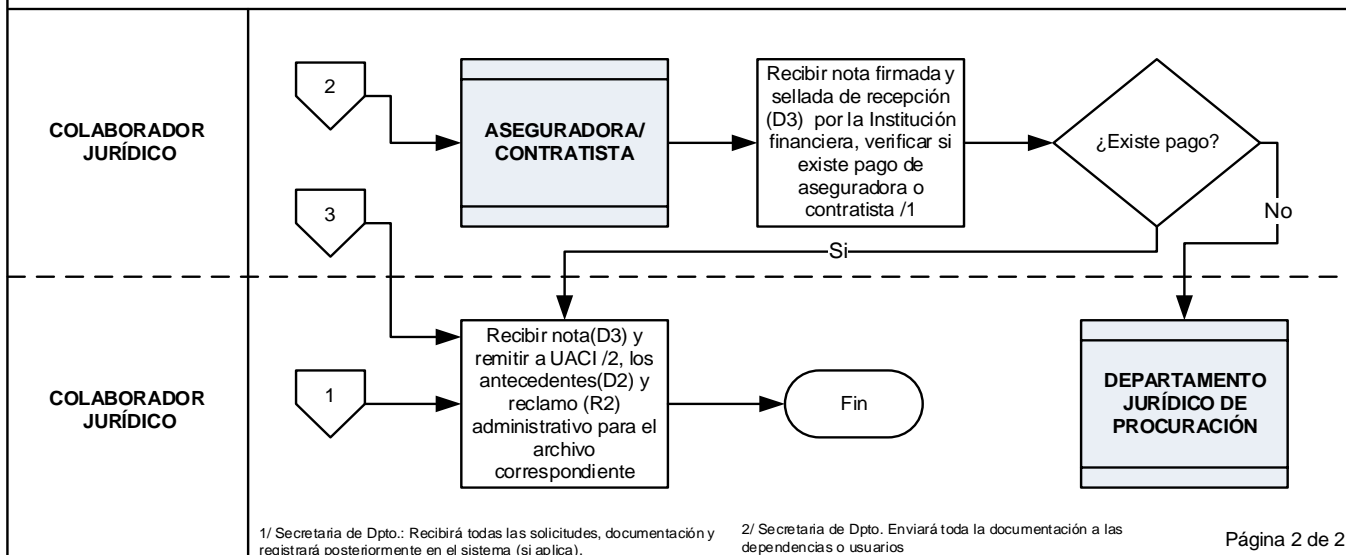 COLABORADOR
JURÍDICO
2
3
ASEGURADORA/
CONTRATISTA
Recibir nota firmada y
sellada de recepción
(D3) por la Institución
financiera, verificar si
existe pago de
aseguradora o
contratista /1
¿Existe pago?
No
Si
COLABORADOR
JURÍDICO
1
Recibir nota(D3) y
remitir a UACI /2, los
antecedentes(D2) y
reclamo (R2)
administrativo para el
archivo
correspondiente
Fin
DEPARTAMENTO
JURÍDICO DE
PROCURACIÓN
1/ Secretaria de Dpto.: Recibirá todas las solicitudes, documentación y
registrará posteriormente en el sistema (si aplica).
2/ Secretaria de Dpto. Enviará toda la documentación a las
dependencias o usuarios
Página 2 de 2